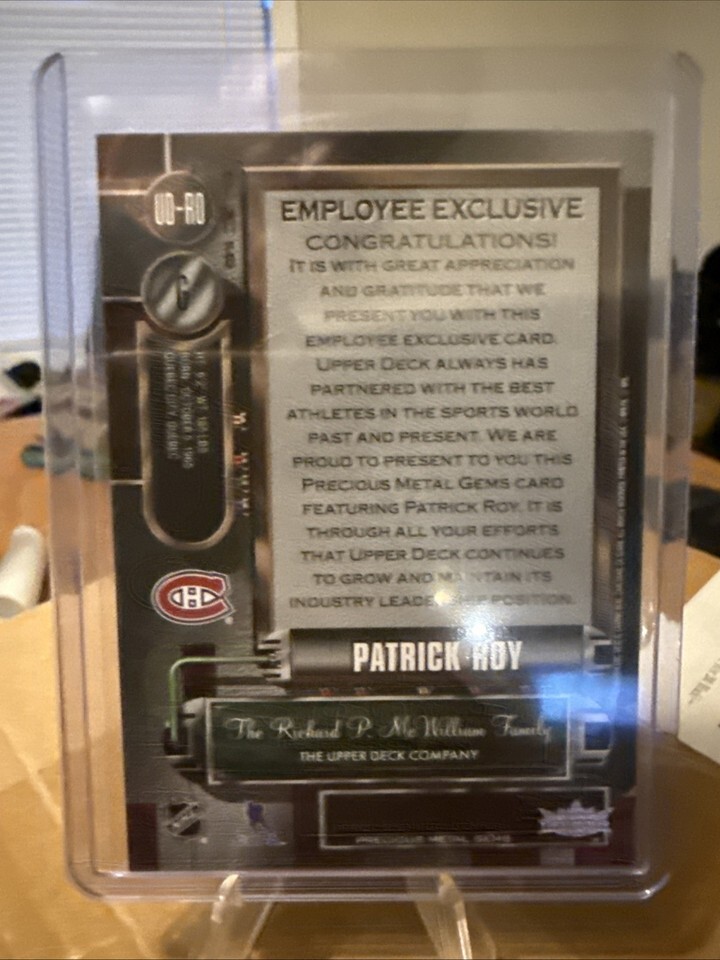 UD-RO
G
EMPLOYEE EXCLUSIVE
CONGRATULATIONS!
IT IS WITH GREAT APPRECIATION
AND GRATITUDE THAT WE
PRESENT YOU WITH THIS
EMPLOYEE EXCLUSIVE CARD.
UPPER DECK ALWAYS HAS
PARTNERED WITH THE BEST
ATHLETES IN THE SPORTS WORLD
PAST AND PRESENT. WE ARE
PROUD TO PRESENT TO YOU THIS
PRECIOUS METAL GEMS CARD
FEATURING PATRICK ROY. IT IS
THROUGH ALL YOUR EFFORTS
THAT UPPER DECK CONTINUES
TO GROW AND MAINTAIN ITS
INDUSTRY LEADERSHIP POSITION.
PATRICK ROY
The Richard P. McWilliam Family
THE UPPER DECK COMPANY
PRECIOUS METAL GEMS